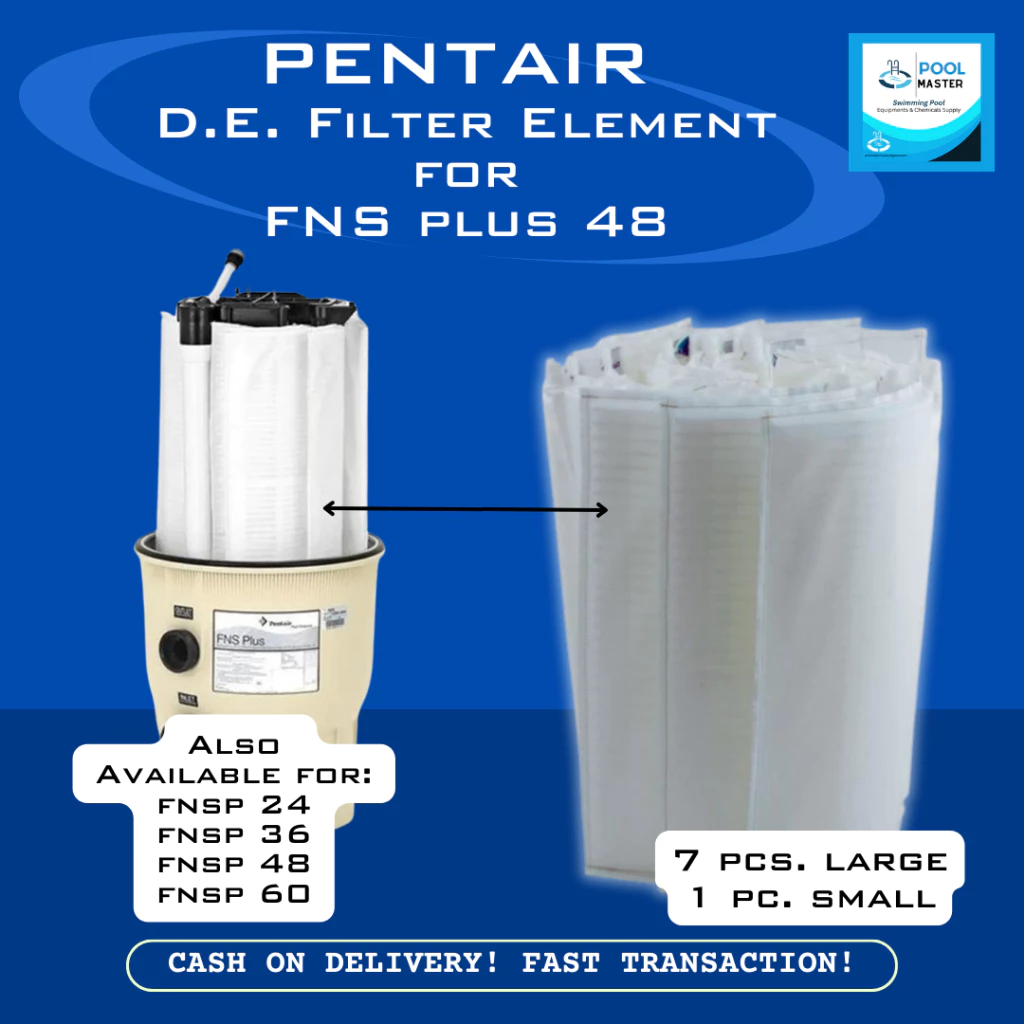 PENTAIR
D.E. FILTER ELEMENT
FOR
FNS PLUS 48
POOL
MASTER
Swimming Pool
Equipments & Chemicals Supply
OUTLET
Pentair
FNS Plus
INLET
ALSO
AVAILABLE FOR:
FNSP 24
FNSP 36
FNSP 48
FNSP 60
7 PCS. LARGE
1 PC. SMALL
CASH ON DELIVERY! FAST TRANSACTION!